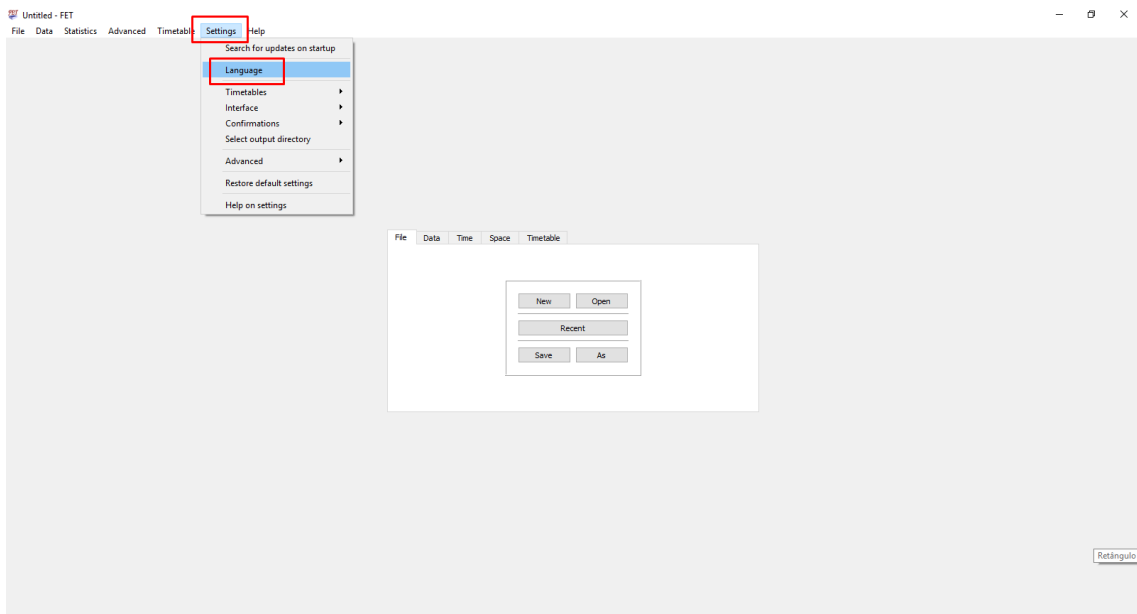 Untitled - FET
File Data Statistics Advanced Timetable Settings Help
Search for updates on startup
Language
Timetables
Interface
Confirmations
Select output directory
Advanced
Restore default settings
Help on settings
File Data Time Space Timetable
New Open
Recent
Save As
Retângulo